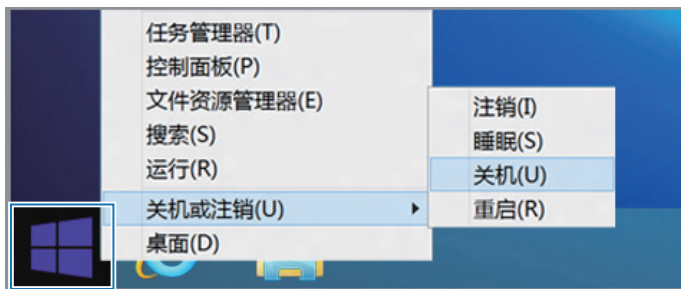 任务管理器(T)
控制面板(P)
文件资源管理器(E)
搜索(S)
运行(R)
关机或注销(U)
桌面(D)
注销(I)
睡眠(S)
关机(U)
重启(R)